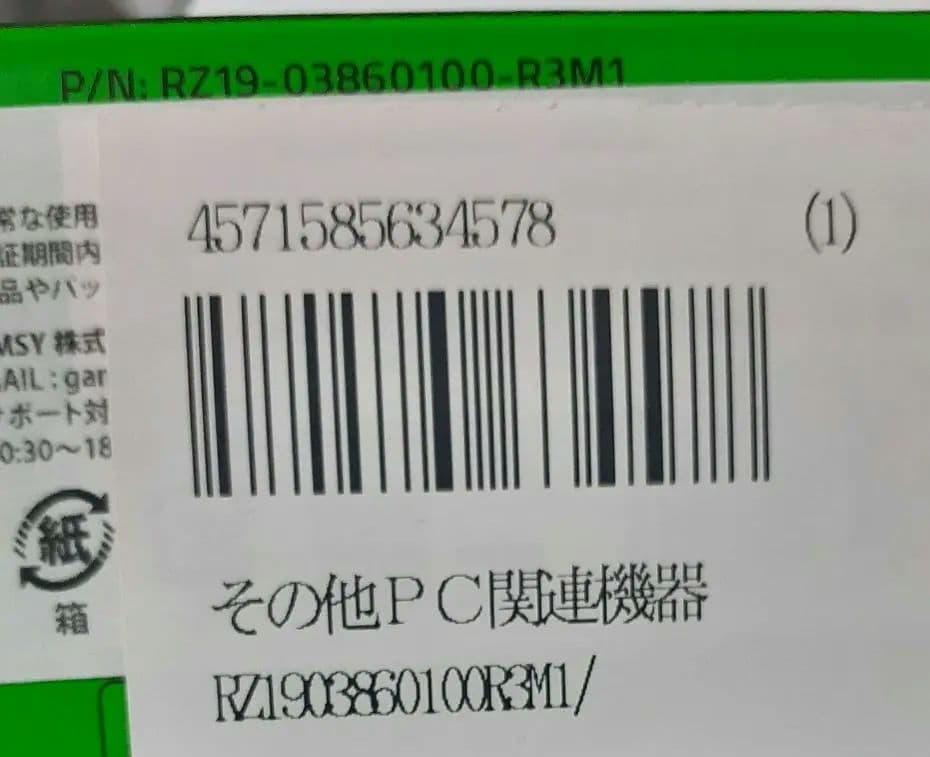 P/N: RZ19-03860100-R3M1
4571585634578 (1)
常な使用
証期間内
品やパッ
MSY 株式
AIL : gar
ポート対
0:30〜18
紙
箱
その他ＰＣ関連機器
RZ1903860100R3M1/